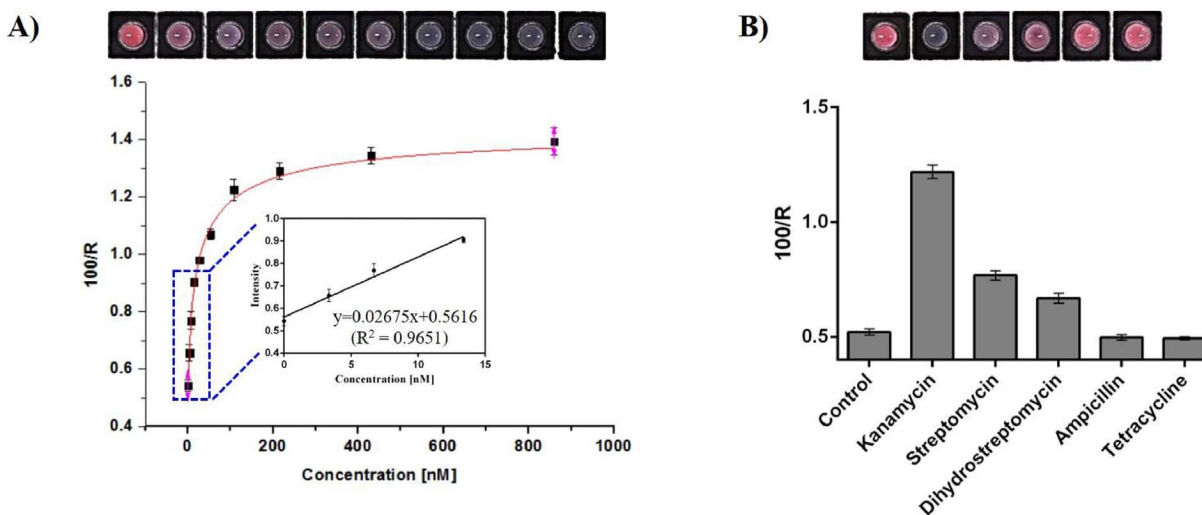 A)
1.6
1.4
1.2
1.0
0.8
0.6
0.4
100/R
0
200
400
600
800
1000
Concentration [nM]
1.0
0.9
0.8
0.7
0.6
0.5
0.4
Intensity
y=0.02675x+0.5616
(R² = 0.9651)
0
5
10
15
Concentration [nM]
B)
1.5
1.0
0.5
100/R
Control
Kanamycin
Streptomycin
Dihydrostreptomycin
Ampicillin
Tetracycline